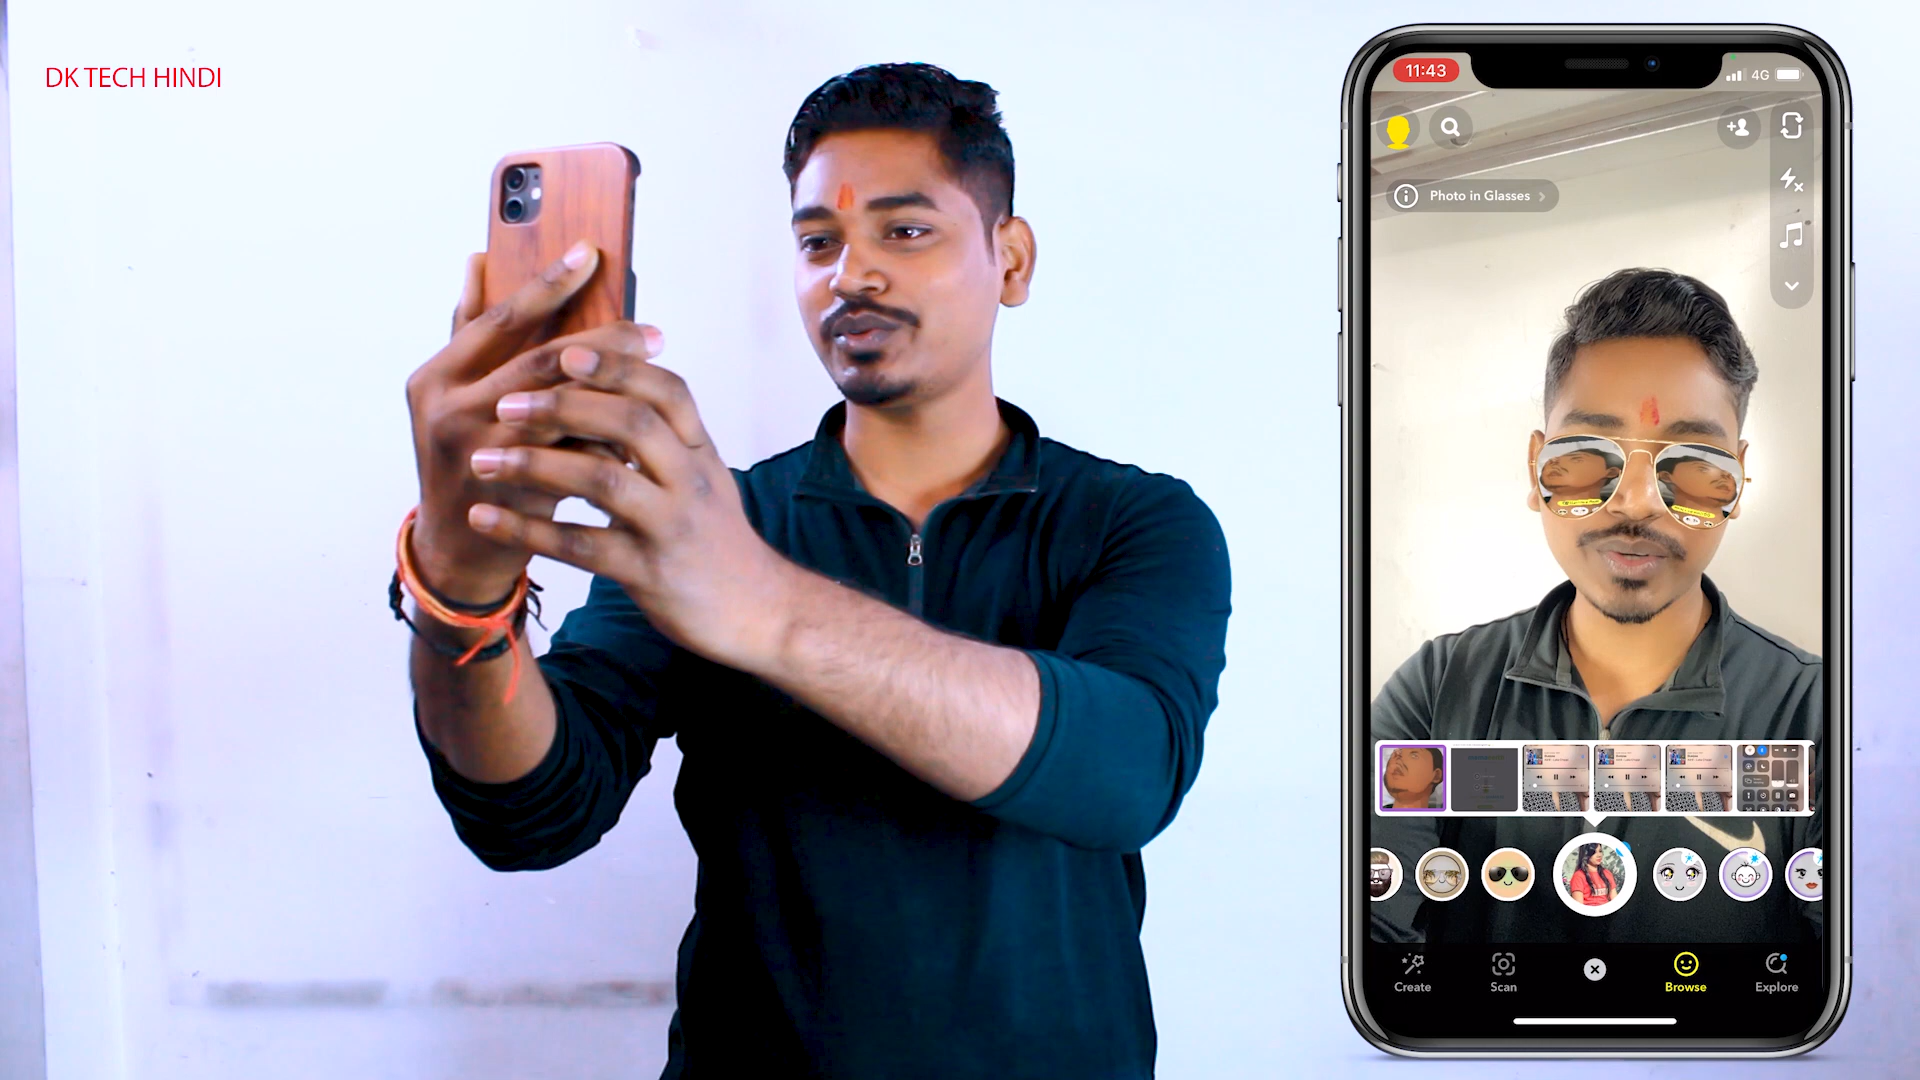 DK TECH HINDI
11:43
4G
Photo in Glasses
Create
Scan
Browse
Explore